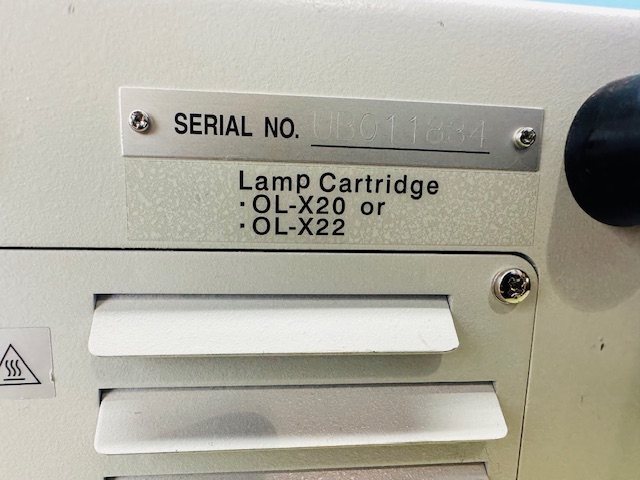 SERIAL NO. UB011834
Lamp Cartridge
·OL-X20 or
·OL-X22